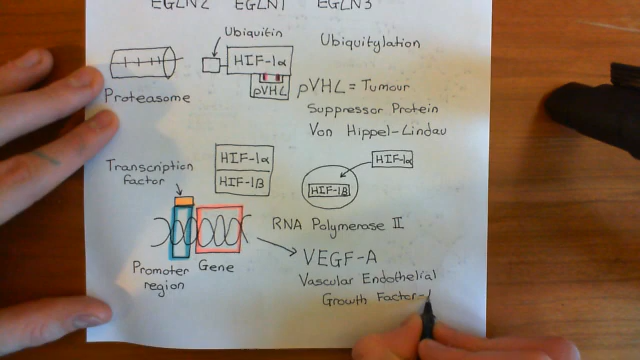 EGLN2 EGLN1 EGLN3
Ubiquitin
Ubiquitylation
HIF-1α
pVHL
Proteasome
pVHL = Tumour
Suppressor Protein
Von Hippel-Lindau
Transcription
factor
HIF-1α
HIF-1β
HIF-1α
HIF-1β
RNA Polymerase II
VEGF-A
Promoter
region
Gene
Vascular Endothelial
Growth Factor-